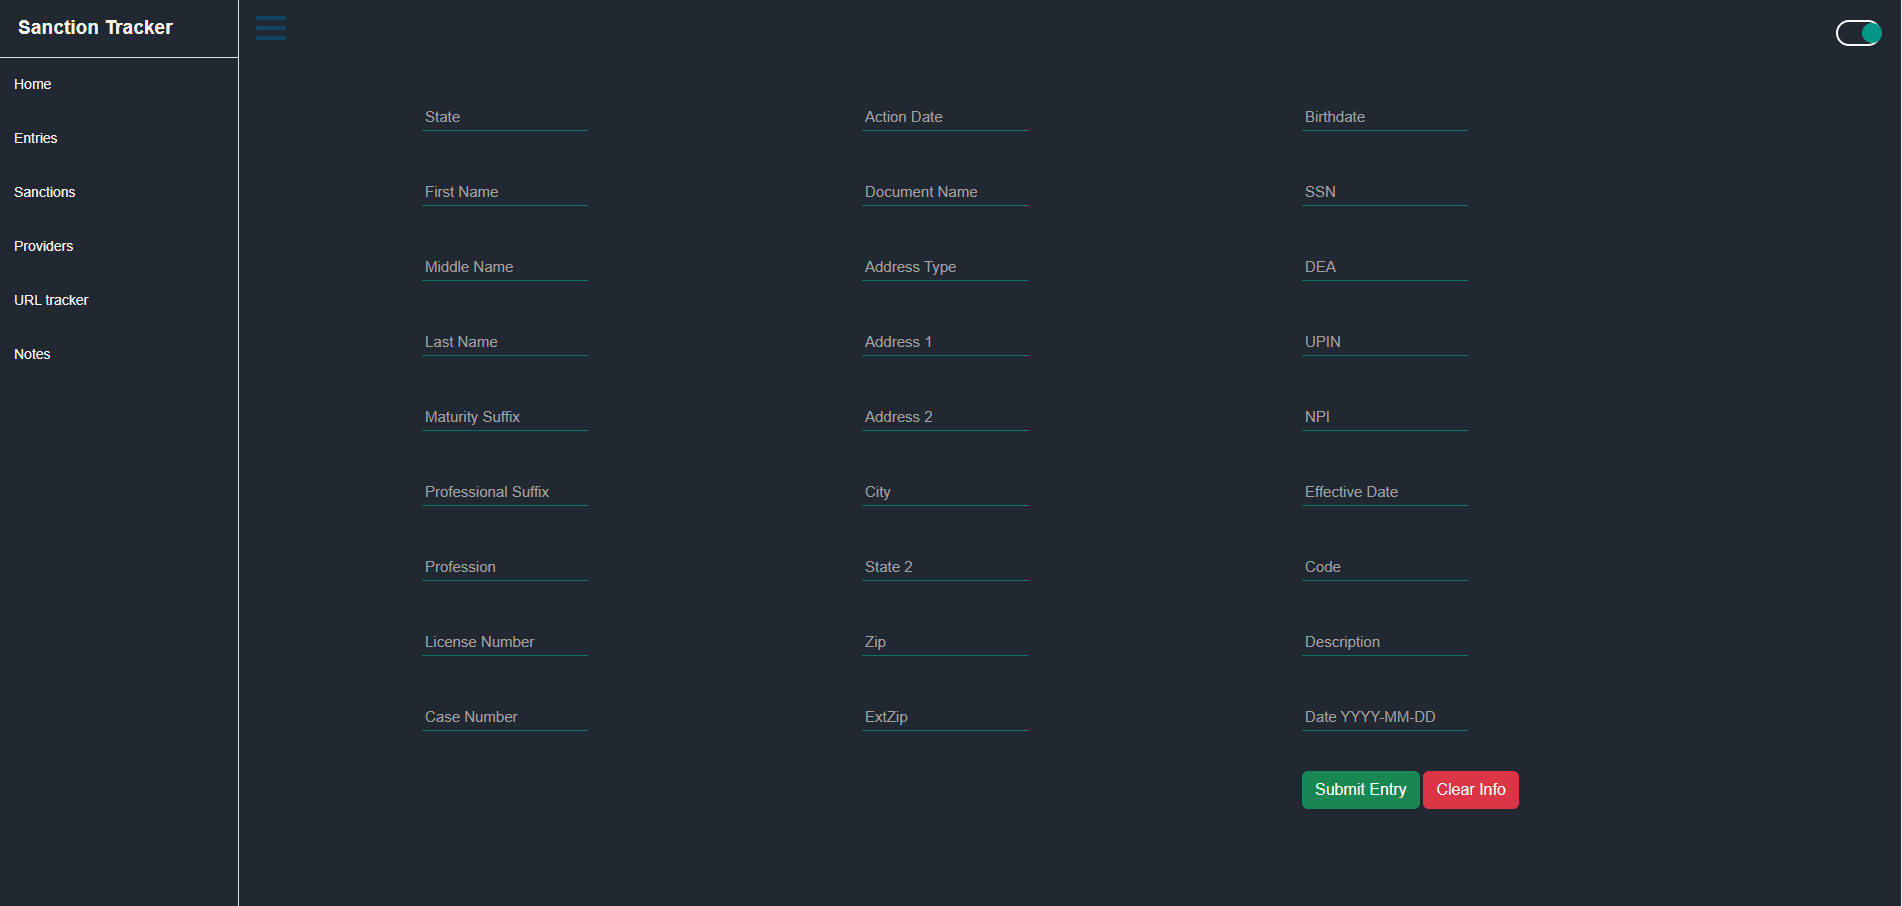 Sanction Tracker
Home
Entries
Sanctions
Providers
URL tracker
Notes
State
First Name
Middle Name
Last Name
Maturity Suffix
Professional Suffix
Profession
License Number
Case Number
Action Date
Document Name
Address Type
Address 1
Address 2
City
State 2
Zip
ExtZip
Birthdate
SSN
DEA
UPIN
NPI
Effective Date
Code
Description
Date YYYY-MM-DD
Submit Entry
Clear Info